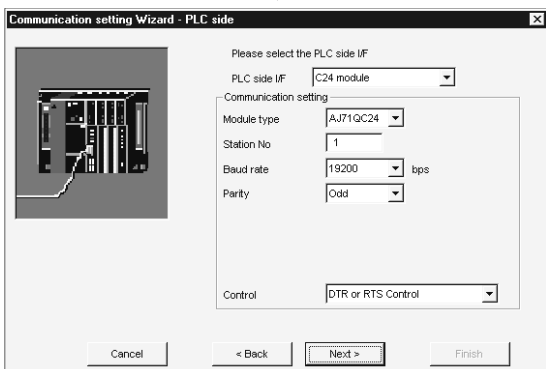 Communication setting Wizard - PLC side
Please select the PLC side I/F
PLC side I/F C24 module
Communication setting
Module type AJ71QC24
Station No 1
Baud rate 19200 bps
Parity Odd
Control DTR or RTS Control
Cancel < Back Next > Finish